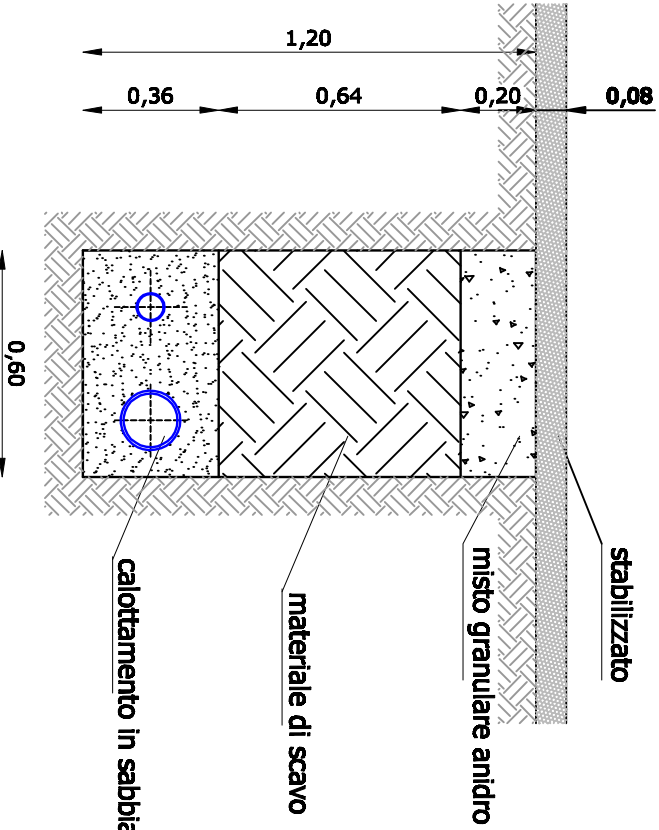 1,20
0,36
0,64
0,20
0,08
0,60
stabilizzato
misto granulare anidro
materiale di scavo
calottamento in sabbia